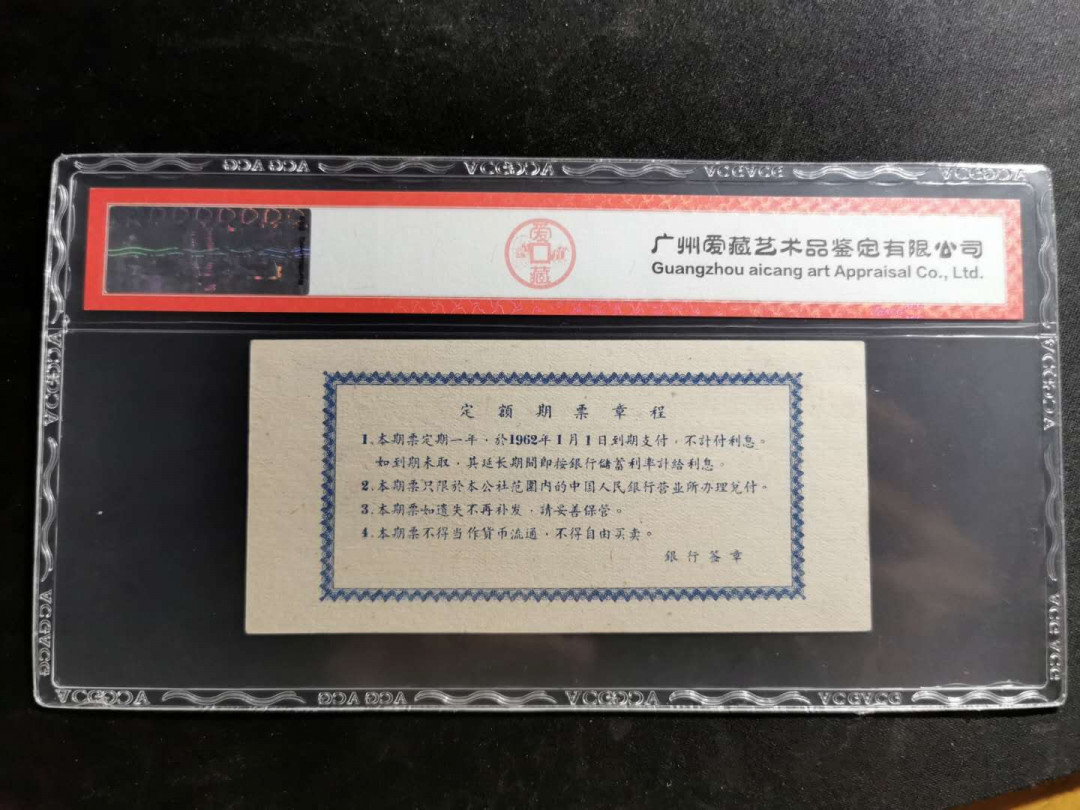 VCG VCG
爱
藏
广州爱藏艺术品鉴定有限公司
Guangzhou aicang art Appraisal Co., Ltd.
定額期票章程
1.本期票定期一年,於1962年1月1日到期支付,不計付利息。
如到期未取,其延长期間即按銀行儲蓄利率計給利息。
2.本期票只限於本公社范圍内的中国人民銀行营业所办理兌付。
3.本期票如遺失不再补发,請妥善保管。
4.本期票不得当作貨币流通,不得自由买卖。
銀行签章